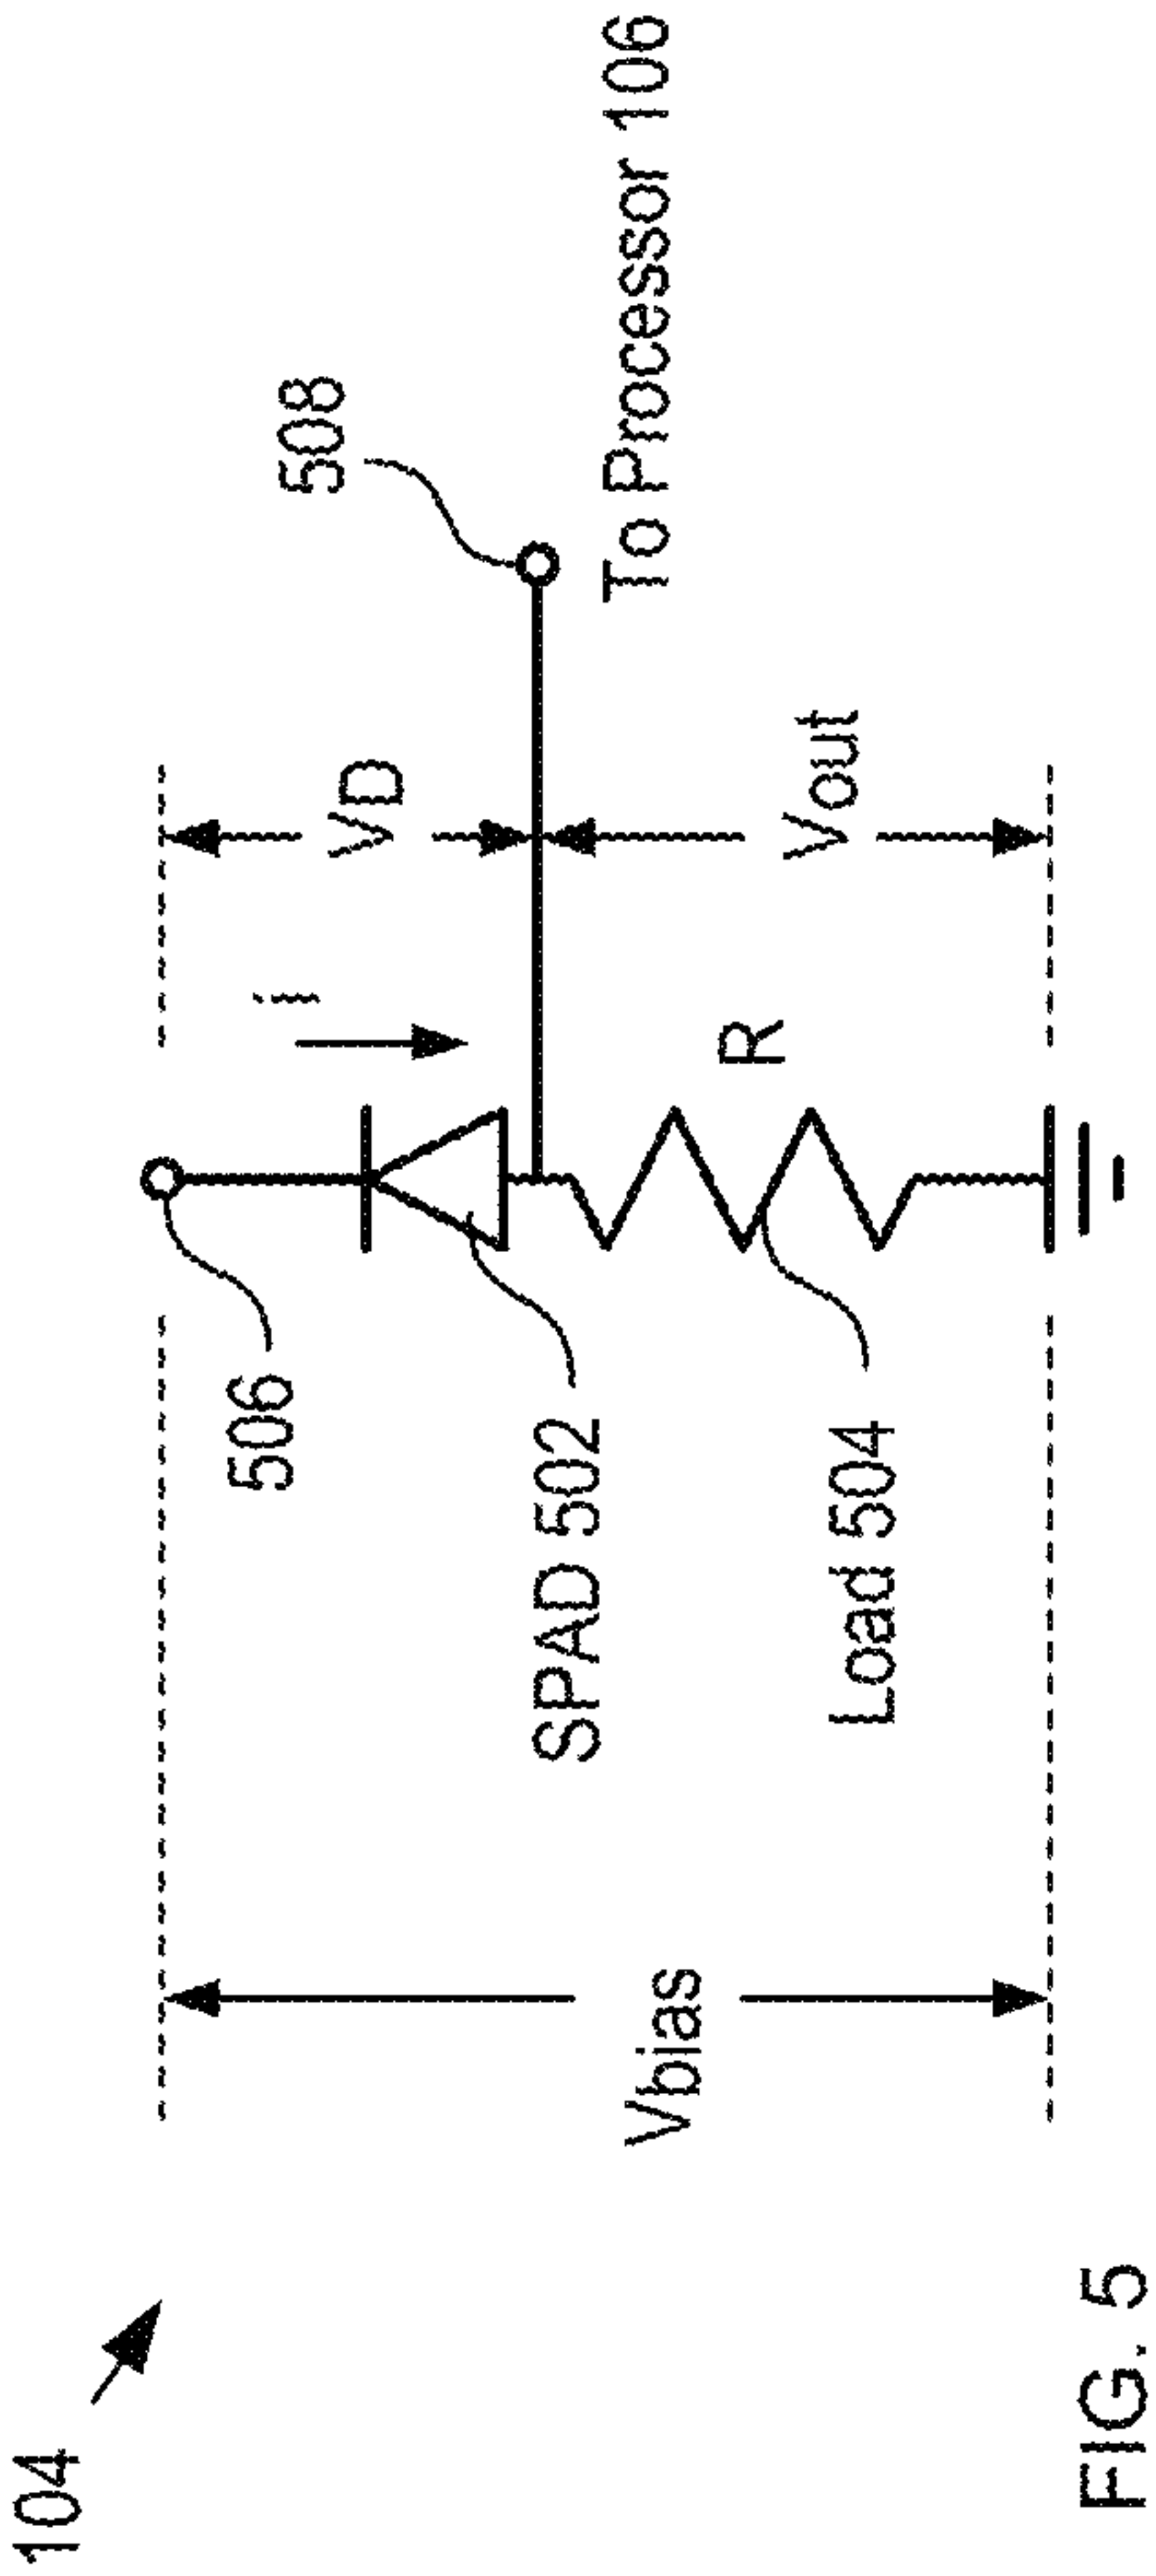 104
506
i
508
VD
SPAD 502
To Processor 106
Vbias
R
Vout
Load 504
FIG. 5